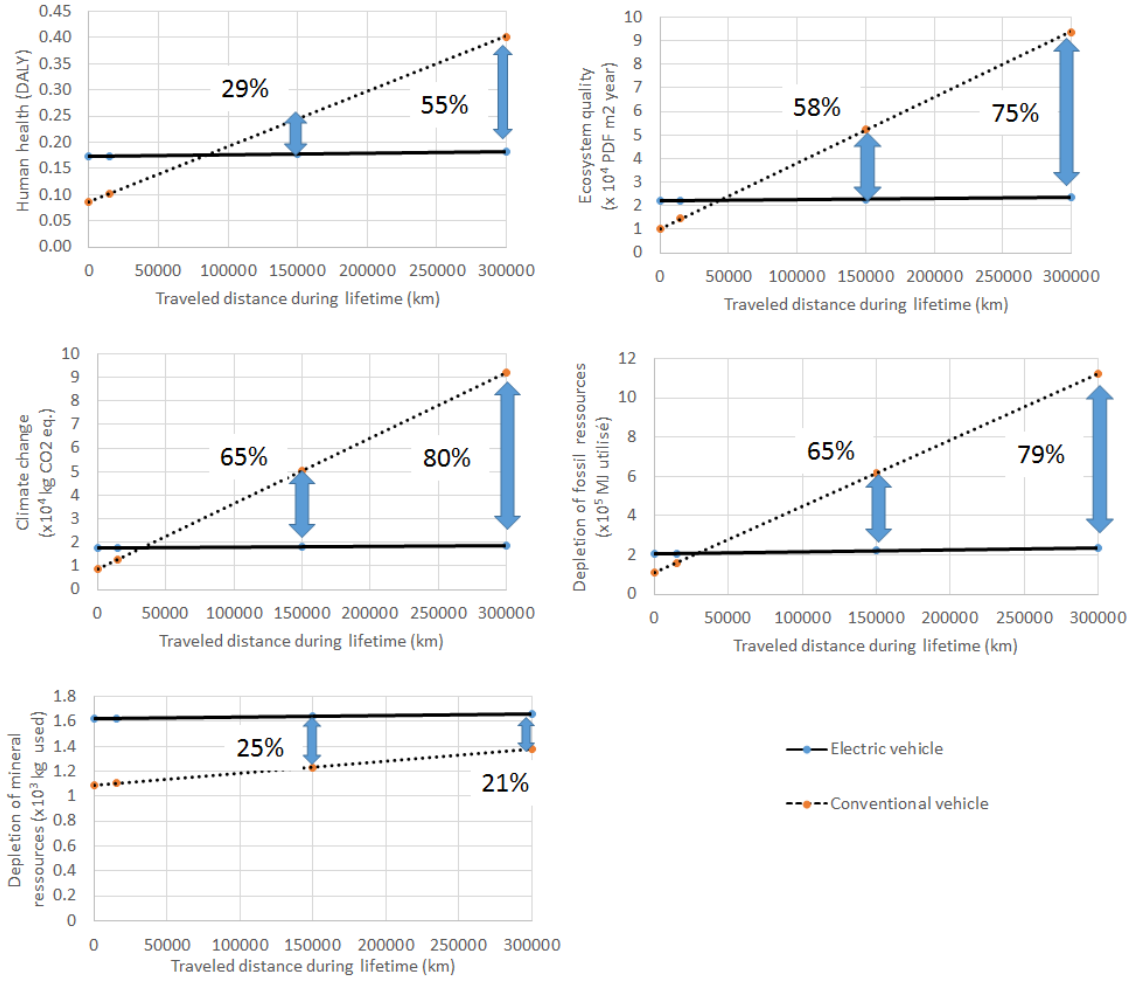 Human health (DALY)
0.45
0.40
0.35
0.30
0.25
0.20
0.15
0.10
0.05
0.00
29%
55%
0 50000 100000 150000 200000 250000 300000
Traveled distance during lifetime (km)
Ecosystem quality
(x 10⁴ PDF m2 year)
10
9
8
7
6
5
4
3
2
1
0
58%
75%
0 50000 100000 150000 200000 250000 300000
Traveled distance during lifetime (km)
Climate change
(x10⁴ kg CO2 eq.)
10
9
8
7
6
5
4
3
2
1
0
65%
80%
0 50000 100000 150000 200000 250000 300000
Traveled distance during lifetime (km)
Depletion of fossil ressources
(x10⁵ MJ utilisé)
12
10
8
6
4
2
0
65%
79%
0 50000 100000 150000 200000 250000 300000
Traveled distance during lifetime (km)
Depletion of mineral
ressources (x10³ kg used)
1.8
1.6
1.4
1.2
1
0.8
0.6
0.4
0.2
0
25%
21%
0 50000 100000 150000 200000 250000 300000
Traveled distance during lifetime (km)
Electric vehicle
Conventional vehicle